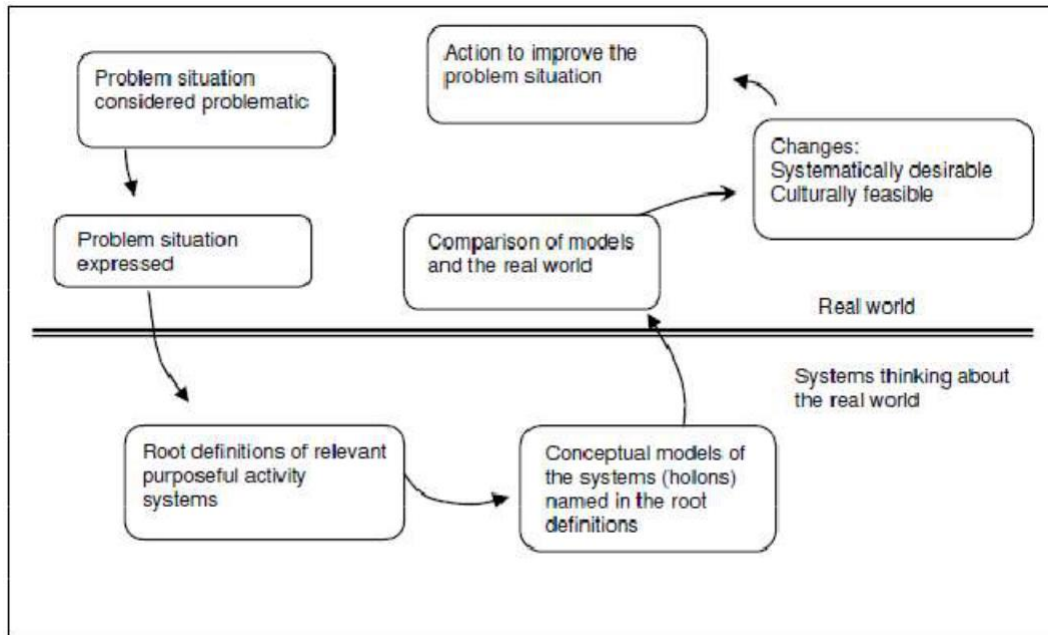 Problem situation
considered problematic
Action to improve the
problem situation
Changes:
Systematically desirable
Culturally feasible
Problem situation
expressed
Comparison of models
and the real world
Real world
Systems thinking about
the real world
Root definitions of relevant
purposeful activity
systems
Conceptual models of
the systems (holons)
named in the root
definitions